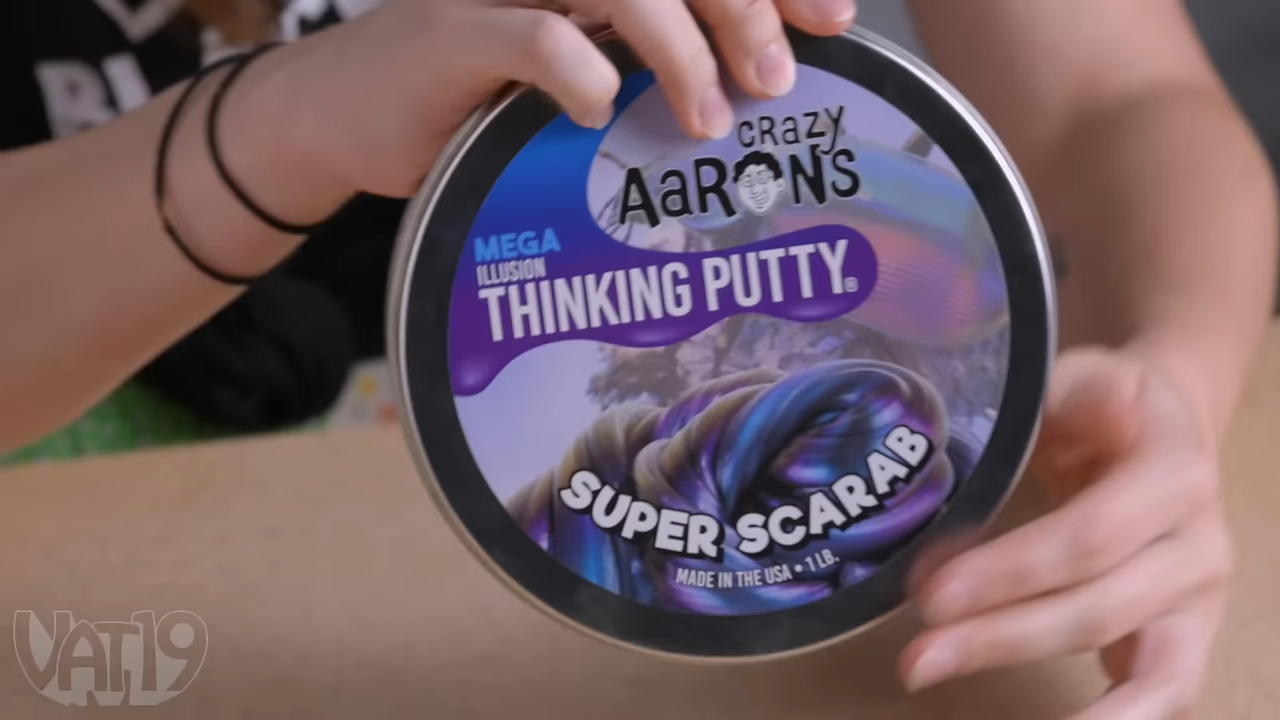 CRAZY
AARONS
MEGA
ILLUSION
THINKING PUTTY®
SUPER SCARAB
MADE IN THE USA • 1 LB.
VAT19